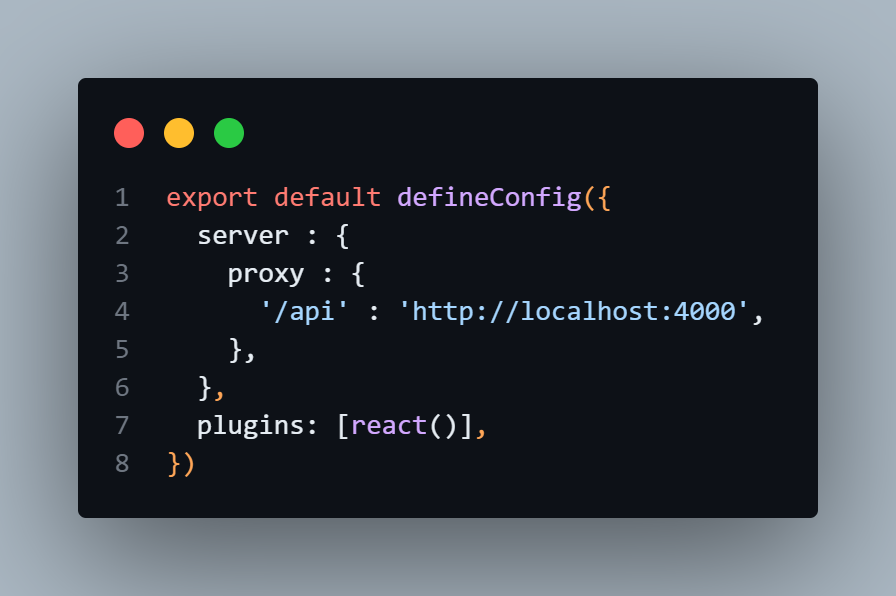 1 export default defineConfig({
2   server : {
3     proxy : {
4       '/api' : 'http://localhost:4000',
5     },
6   },
7   plugins: [react()],
8 })